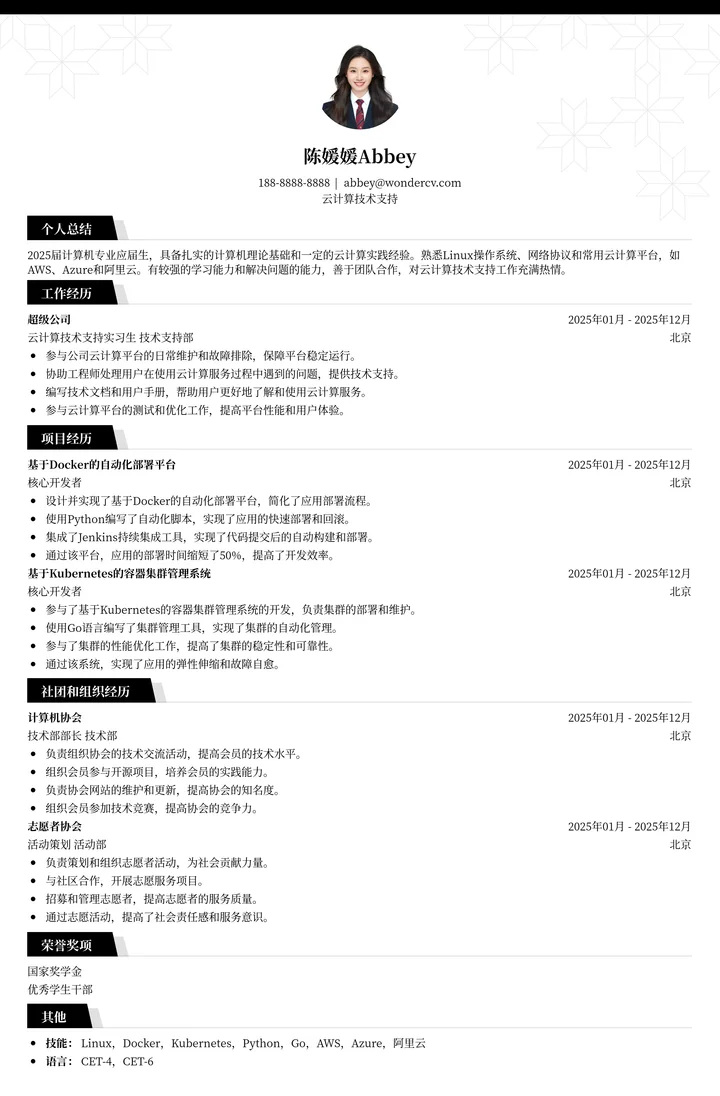 陈媛媛Abbey
188-8888-8888 | abbey@wondercv.com
云计算技术支持
个人总结
2025届计算机专业应届生，具备扎实的计算机理论基础和一定的云计算实践经验。熟悉Linux操作系统、网络协议和常用云计算平台，如
AWS、Azure和阿里云。有较强的学习能力和解决问题的能力，善于团队合作，对云计算技术支持工作充满热情。
工作经历
超级公司 2025年01月 - 2025年12月
云计算技术支持实习生 技术支持部 北京
● 参与公司云计算平台的日常维护和故障排除，保障平台稳定运行。
● 协助工程师处理用户在使用云计算服务过程中遇到的问题，提供技术支持。
● 编写技术文档和用户手册，帮助用户更好地了解和使用云计算服务。
● 参与云计算平台的测试和优化工作，提高平台性能和用户体验。
项目经历
基于Docker的自动化部署平台 2025年01月 - 2025年12月
核心开发者 北京
● 设计并实现了基于Docker的自动化部署平台，简化了应用部署流程。
● 使用Python编写了自动化脚本，实现了应用的快速部署和回滚。
● 集成了Jenkins持续集成工具，实现了代码提交后的自动构建和部署。
● 通过该平台，应用的部署时间缩短了50%，提高了开发效率。
基于Kubernetes的容器集群管理系统 2025年01月 - 2025年12月
核心开发者 北京
● 参与了基于Kubernetes的容器集群管理系统的开发，负责集群的部署和维护。
● 使用Go语言编写了集群管理工具，实现了集群的自动化管理。
● 参与了集群的性能优化工作，提高了集群的稳定性和可靠性。
● 通过该系统，实现了应用的弹性伸缩和故障自愈。
社团和组织经历
计算机协会 2025年01月 - 2025年12月
技术部部长 技术部 北京
● 负责组织协会的技术交流活动，提高会员的技术水平。
● 组织会员参与开源项目，培养会员的实践能力。
● 负责协会网站的维护和更新，提高协会的知名度。
● 组织会员参加技术竞赛，提高协会的竞争力。
志愿者协会 2025年01月 - 2025年12月
活动策划 活动部 北京
● 负责策划和组织志愿者活动，为社会贡献力量。
● 与社区合作，开展志愿服务项目。
● 招募和管理志愿者，提高志愿者的服务质量。
● 通过志愿活动，提高了社会责任感和服务意识。
荣誉奖项
国家奖学金
优秀学生干部
其他
● 技能： Linux，Docker，Kubernetes，Python，Go，AWS，Azure，阿里云
● 语言： CET-4，CET-6